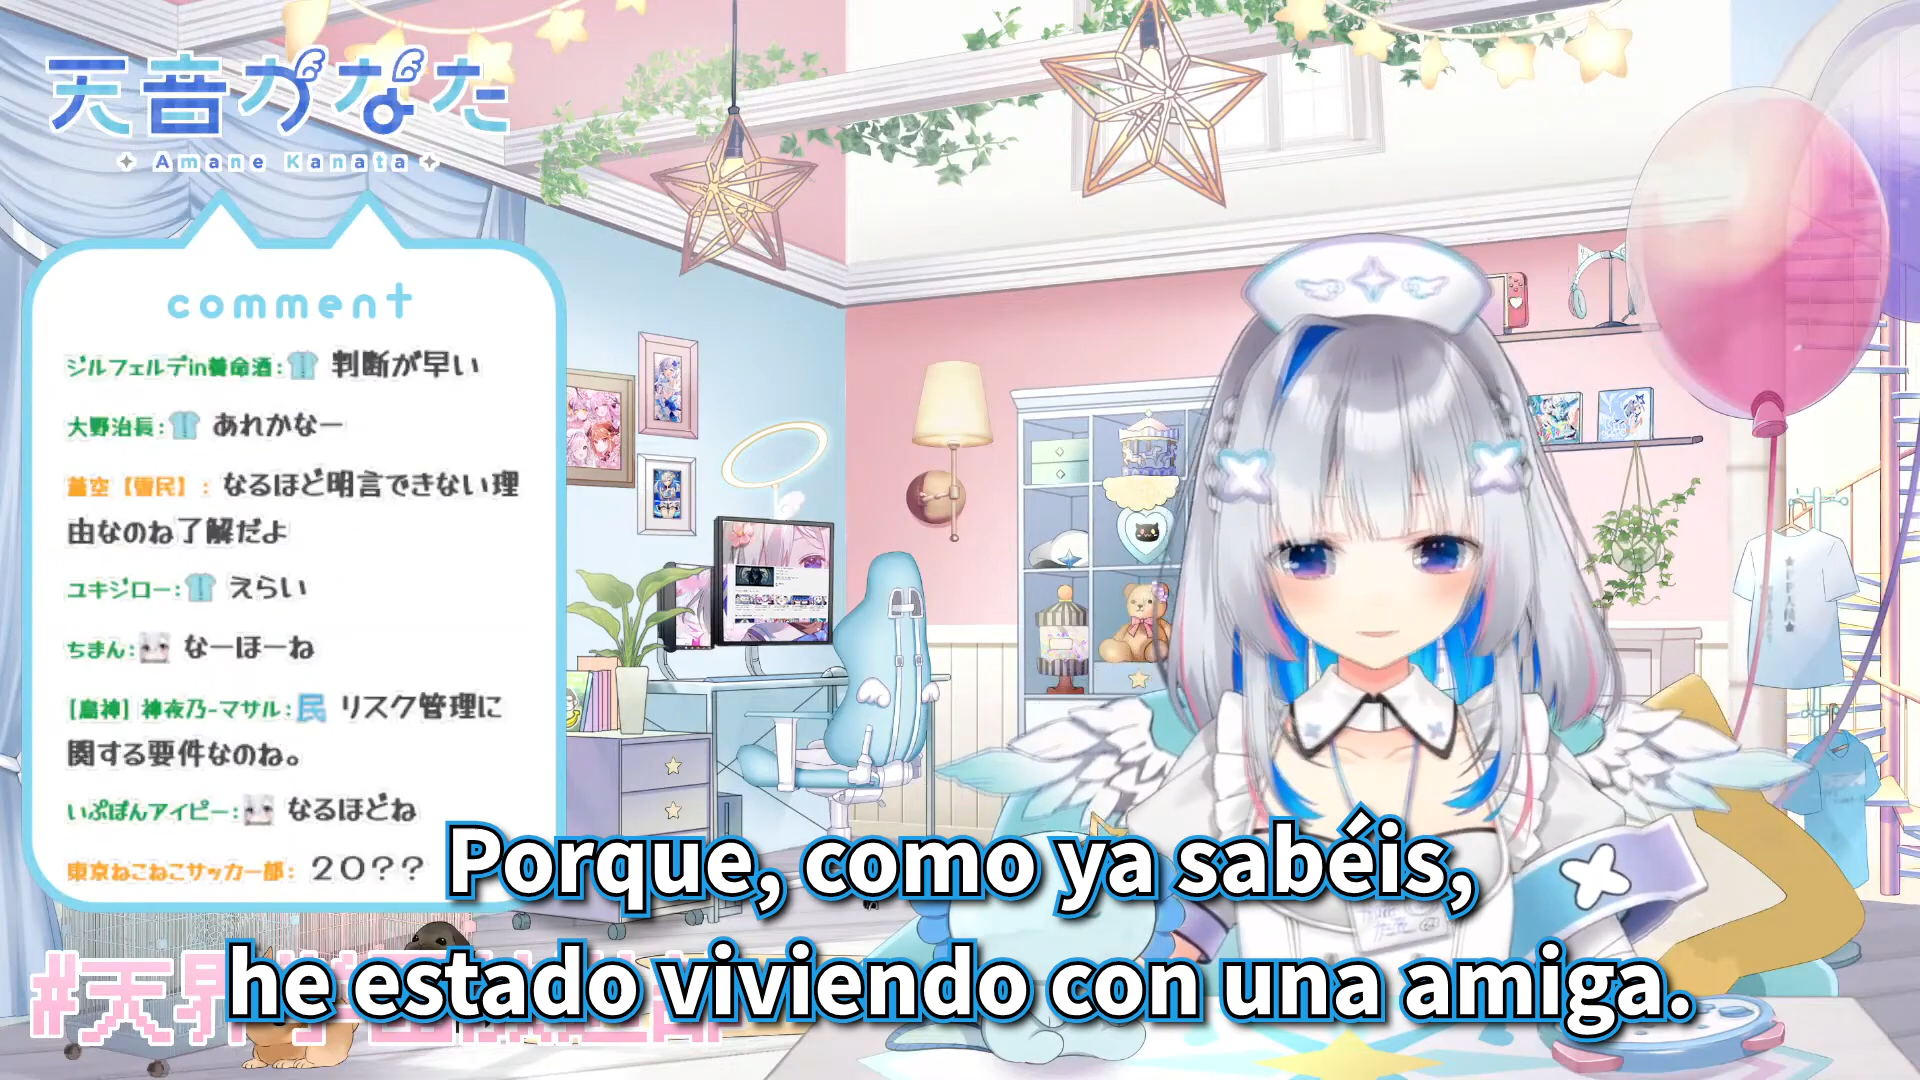 天音かなた
Amane Kanata
comment
ジルフェルデin養命酒: 判断が早い
大野治長: あれかなー
蒼空【雪民】: なるほど明言できない理
由なのね了解だよ
ユキジロー: えらい
ちまん: なーほーね
【島神】神夜乃-マサル: 民 リスク管理に
関する要件なのね。
いぷぽんアイピー: なるほどね
東京ねこねこサッカー部: 20??
Porque, como ya sabéis,
he estado viviendo con una amiga.
#天界学